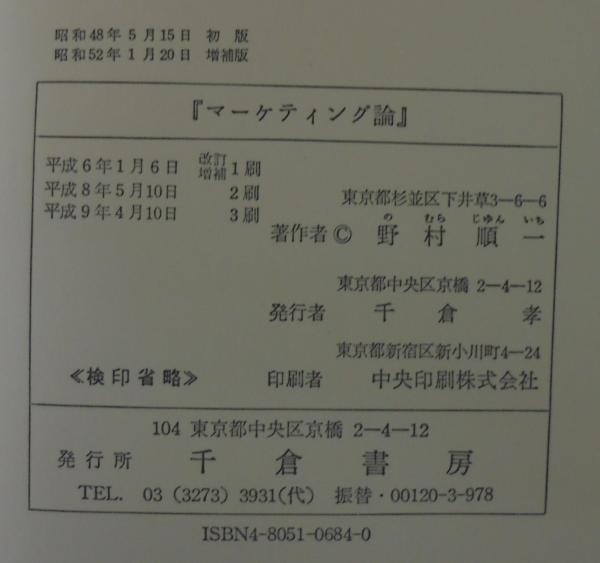 昭和48年5月15日 初版
昭和52年1月20日 増補版
『マーケティング論』
平成6年1月6日 改訂増補 1刷
平成8年5月10日 2刷
平成9年4月10日 3刷
東京都杉並区下井草3-6-6
の むら じゅん いち
著作者 © 野村順一
東京都中央区京橋 2-4-12
発行者 千倉孝
東京都新宿区新小川町4-24
≪検印省略≫ 印刷者 中央印刷株式会社
104 東京都中央区京橋 2-4-12
発行所 千倉書房
TEL. 03 (3273) 3931(代) 振替・00120-3-978
ISBN4-8051-0684-0